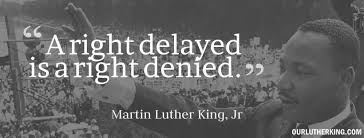 “A right delayed
is a right denied.”
Martin Luther King, Jr
OURLUTHERKING.COM